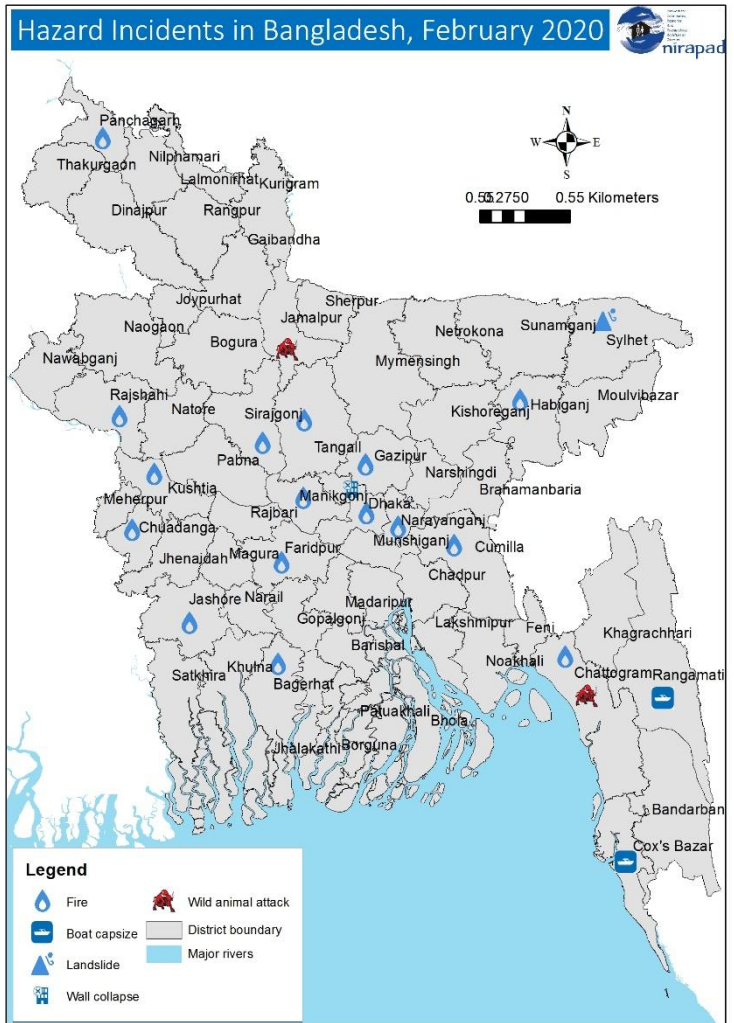 Hazard Incidents in Bangladesh, February 2020
nirapad
N
W E
S
0.55 0.2750 0.55 Kilometers
Panchagarh
Thakurgaon
Nilphamari
Lalmonirhat
Kurigram
Dinajpur
Rangpur
Gaibandha
Joypurhat
Sherpur
Jamalpur
Naogaon
Bogura
Netrokona
Sunamganj
Sylhet
Nawabganj
Mymensingh
Rajshahi
Natore
Sirajgonj
Kishoreganj
Habiganj
Moulvibazar
Tangail
Pabna
Gazipur
Narshingdi
Meherpur
Kushtia
Manikgonj
Dhaka
Brahamanbaria
Rajbari
Chuadanga
Narayanganj
Munshiganj
Cumilla
Jhenaidah
Magura
Faridpur
Chadpur
Jashore
Narail
Madaripur
Gopalgonj
Lakshmipur
Feni
Khagrachhari
Barishal
Noakhali
Satkhira
Khulna
Bagerhat
Chattogram
Rangamati
Patuakhali
Bhola
Jhalakathi
Borguna
Bandarban
Cox's Bazar
Legend
Fire
Wild animal attack
Boat capsize
District boundary
Landslide
Major rivers
Wall collapse